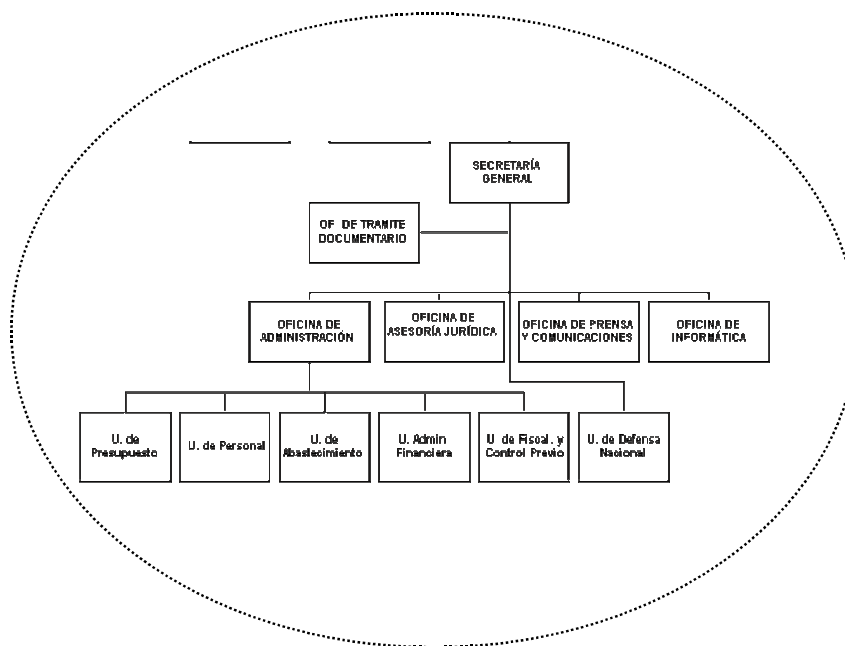 SECRETARÍA
GENERAL
OF DE TRAMITE
DOCUMENTARIO
OFICINA DE
ADMINISTRACIÓN
OFICINA DE
ASESORÍA JURÍDICA
OFICINA DE PRENSA
Y COMUNICACIONES
OFICINA DE
INFORMÁTICA
U. de
Presupuesto
U. de Personal
U. de
Abastecimiento
U. Admin
Financiera
U. de Fiscal. y
Control Previo
U. de Defensa
Nacional